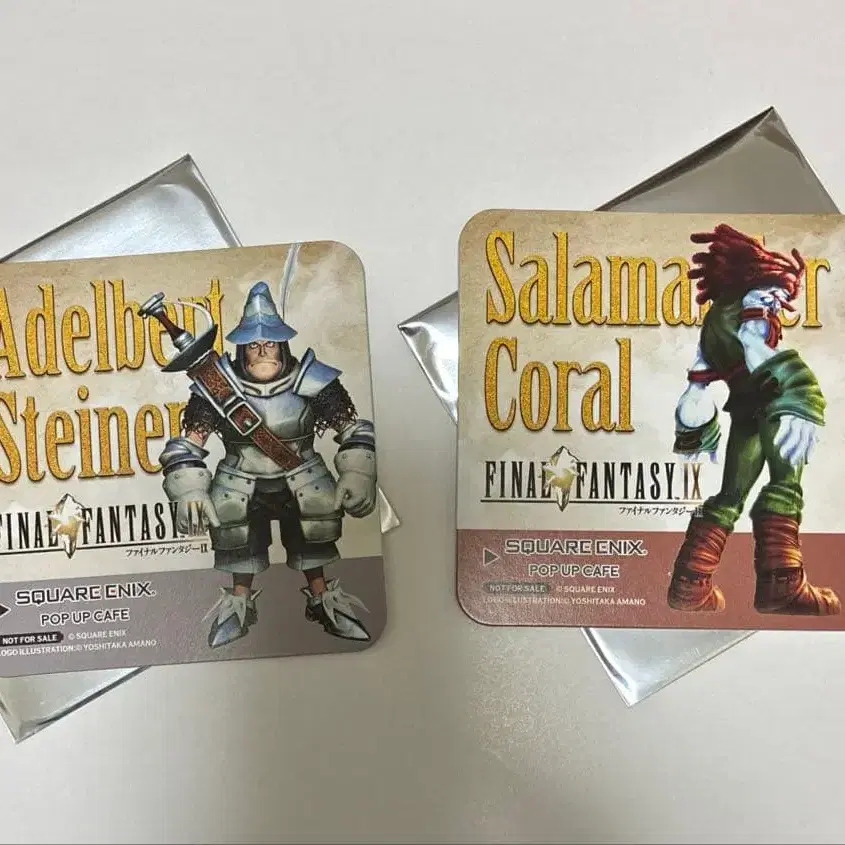 Adelbert
Steiner
FINAL FANTASY IX
ファイナルファンタジーIX
SQUARE ENIX.
POP UP CAFE
NOT FOR SALE © SQUARE ENIX
LOGO ILLUSTRATION:© YOSHITAKA AMANO
Salamander
Coral
FINAL FANTASY IX
ファイナルファンタジーIX
SQUARE ENIX.
POP UP CAFE
NOT FOR SALE © SQUARE ENIX
LOGO ILLUSTRATION:© YOSHITAKA AMANO